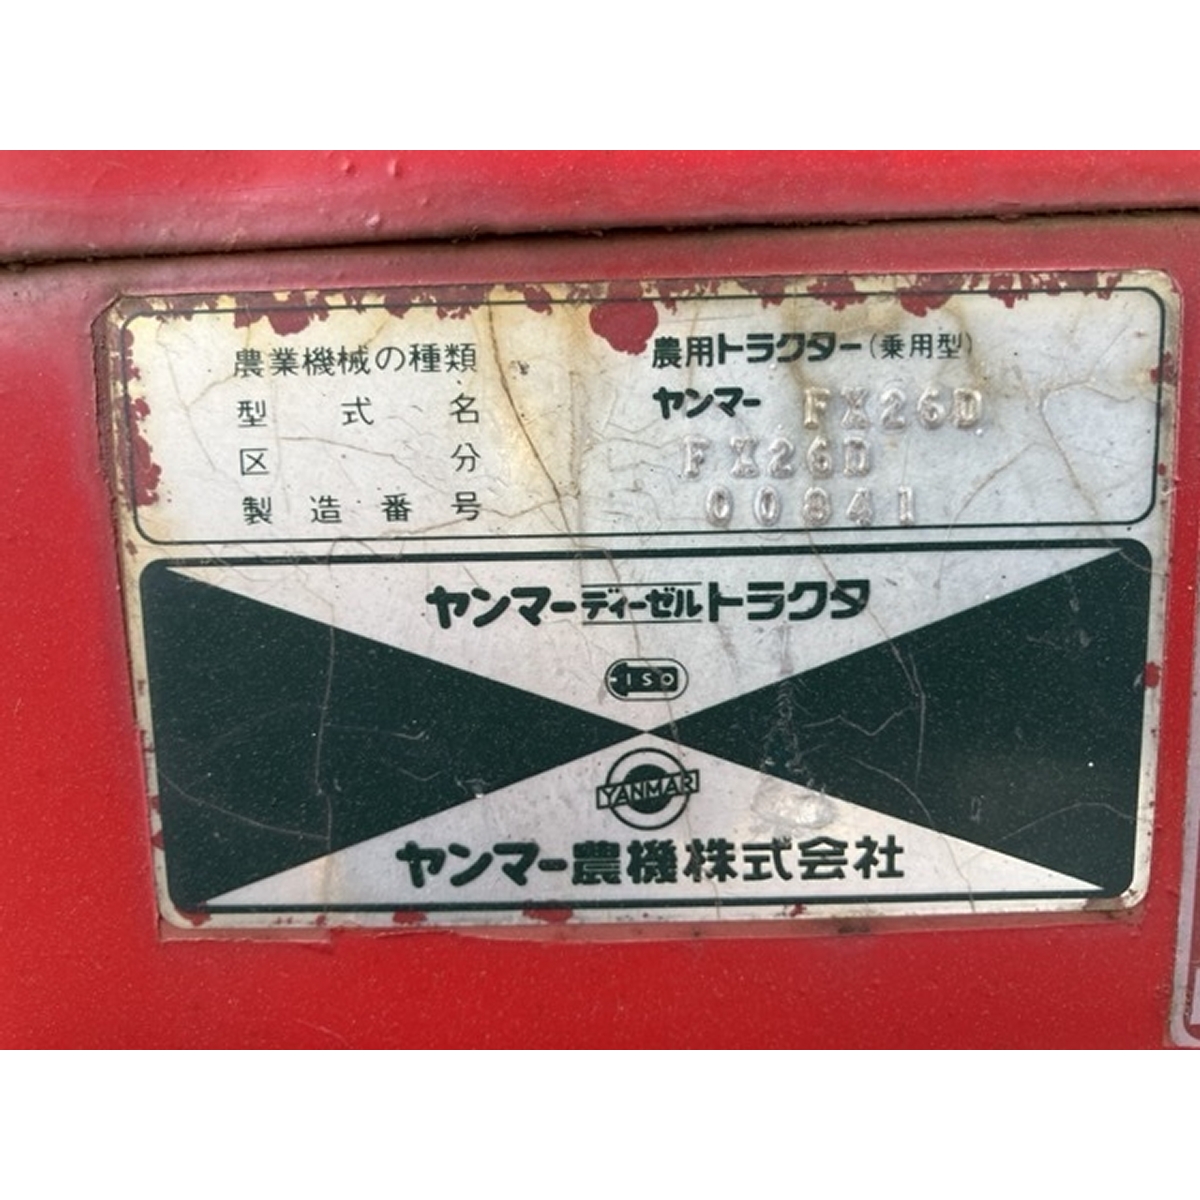 農業機械の種類 農用トラクター(乗用型)
型式名 ヤンマー FX26D
区分 FX26D
製造番号 00841
ヤンマーディーゼルトラクタ
ISO
YANMAR
ヤンマー農機株式会社